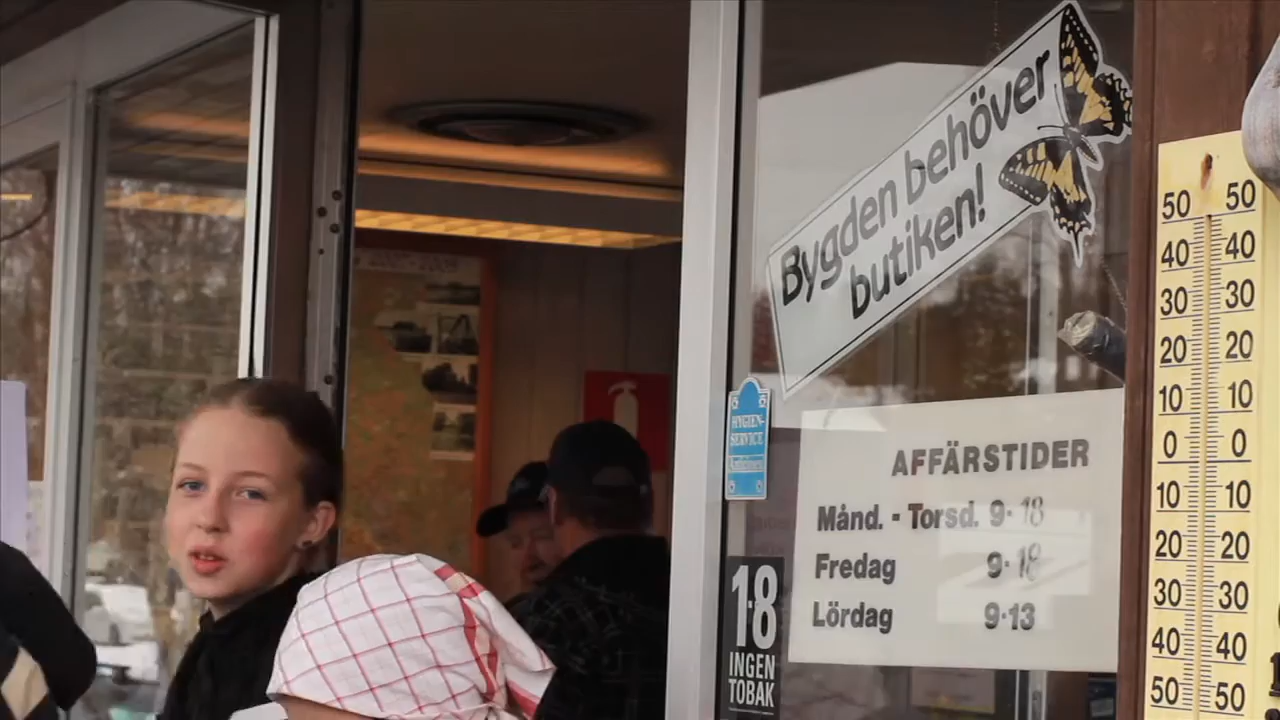 Bygden behöver
butiken!
HYGIEN-
SERVICE
AFFÄRSTIDER
Månd. - Torsd. 9-18
Fredag 9-18
Lördag 9-13
18
INGEN
TOBAK
50 50
40 40
30 30
20 20
10 10
0 0
10 10
20 20
30 30
40 40
50 50